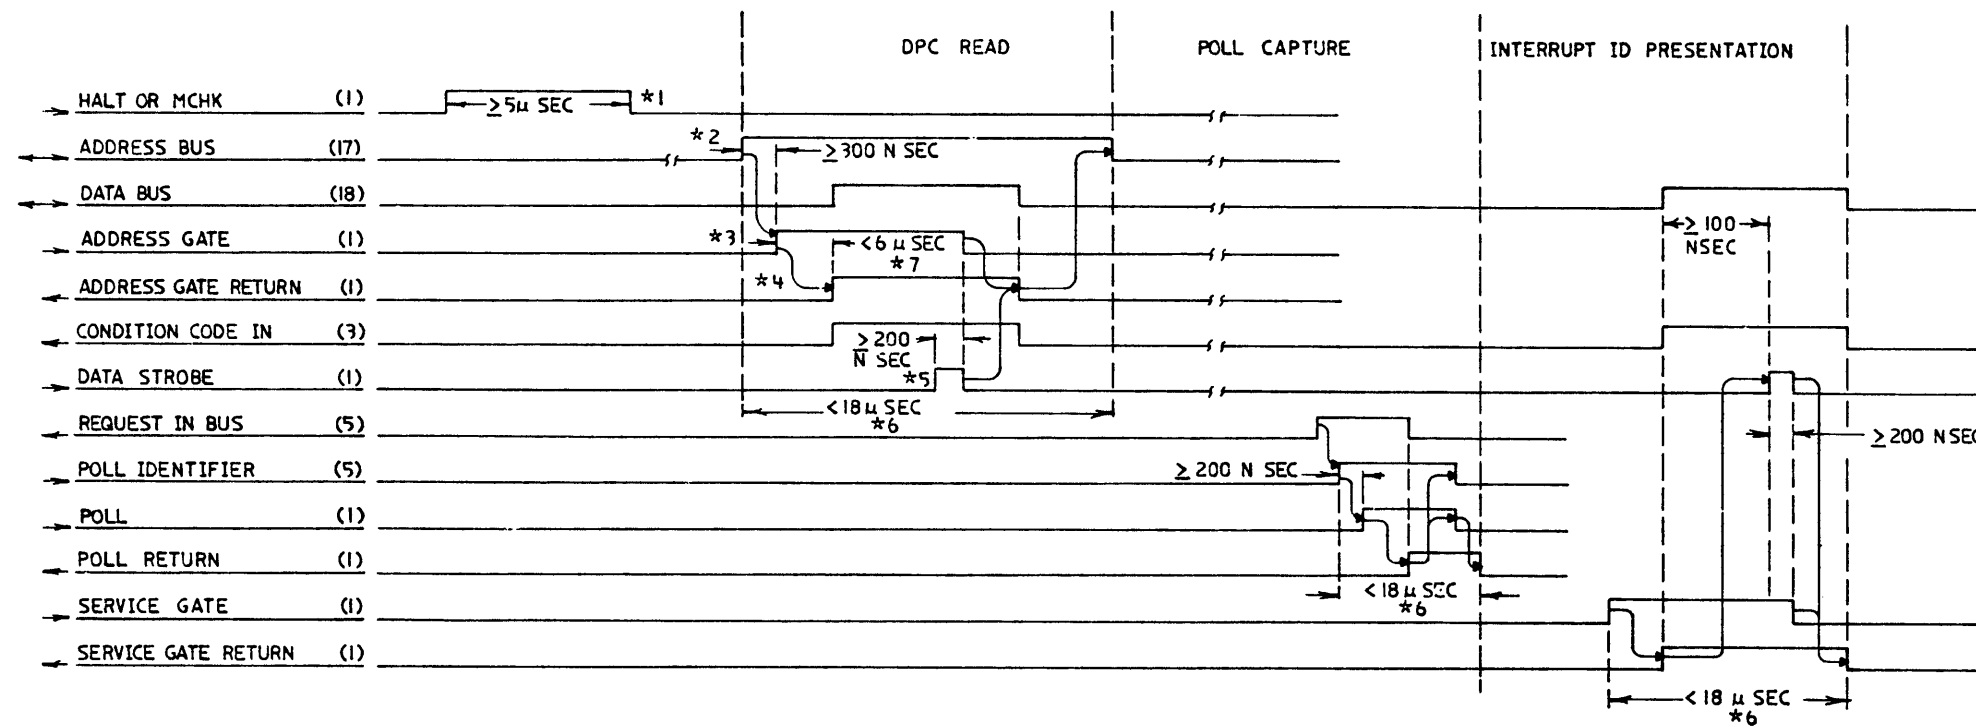 DPC READ
POLL CAPTURE
INTERRUPT ID PRESENTATION
HALT OR MCHK (1)
≥5μ SEC
*1
ADDRESS BUS (17)
*2
≥300 N SEC
DATA BUS (18)
ADDRESS GATE (1)
*3
<6 μ SEC
*7
≥100
NSEC
ADDRESS GATE RETURN (1)
*4
CONDITION CODE IN (3)
≥200
N SEC
DATA STROBE (1)
*5
<18 μ SEC
*6
REQUEST IN BUS (5)
≥200 NSEC
POLL IDENTIFIER (5)
≥200 N SEC
POLL (1)
POLL RETURN (1)
<18 μ SEC
*6
SERVICE GATE (1)
SERVICE GATE RETURN (1)
<18 μ SEC
*6